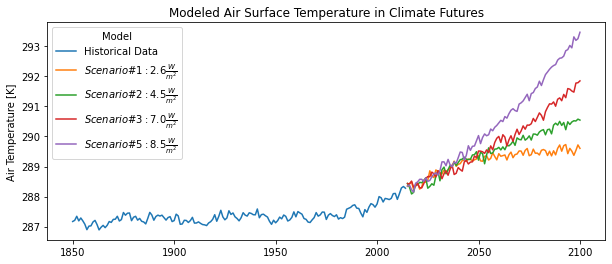 Modeled Air Surface Temperature in Climate Futures
Model
Historical Data
Scenario#1 : 2.6 W/m²
Scenario#2 : 4.5 W/m²
Scenario#3 : 7.0 W/m²
Scenario#5 : 8.5 W/m²
Air Temperature [K]
293
292
291
290
289
288
287
1850
1900
1950
2000
2050
2100